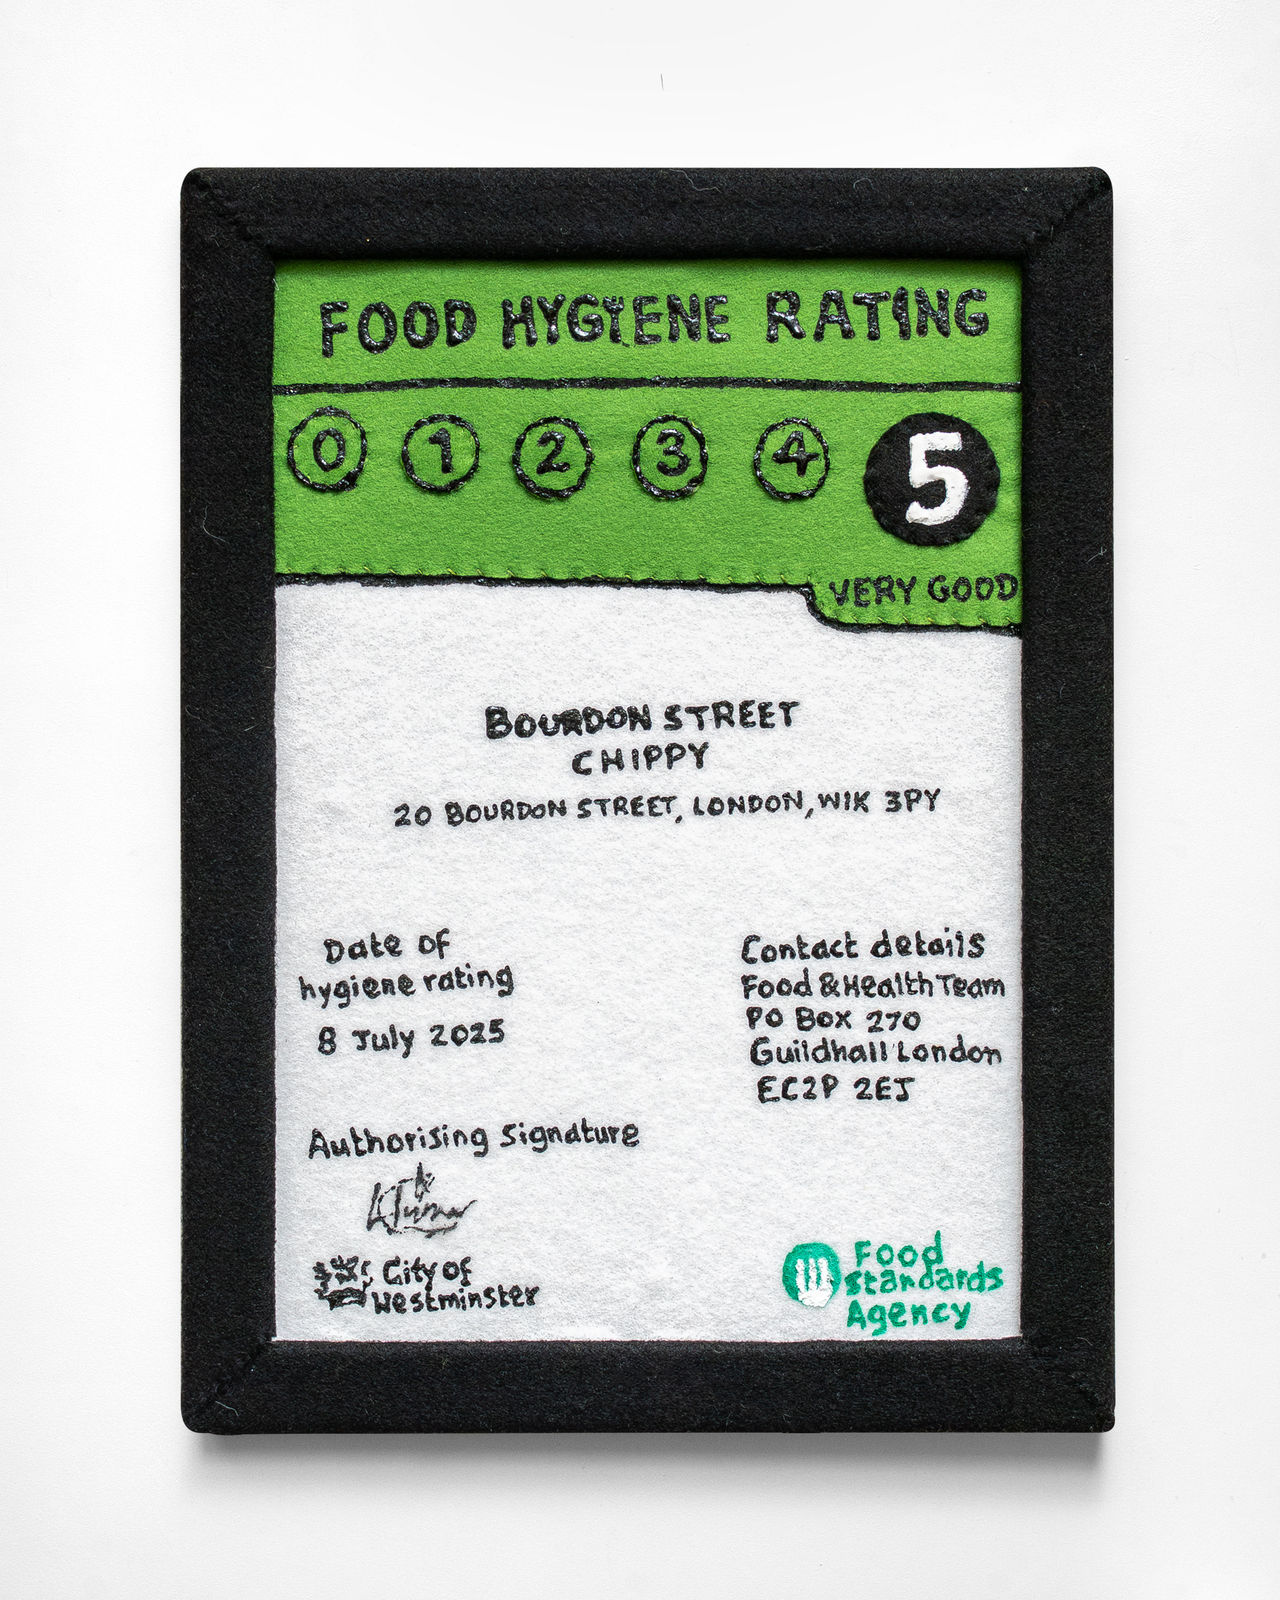 FOOD HYGIENE RATING
0 1 2 3 4 5
VERY GOOD
BOURDON STREET
CHIPPY
20 BOURDON STREET, LONDON, W1K 3PY
Date of
hygiene rating
8 July 2025
Contact details
Food & Health Team
PO Box 270
Guildhall London
EC2P 2EJ
Authorising signature
City of
Westminster
Food
Standards
Agency